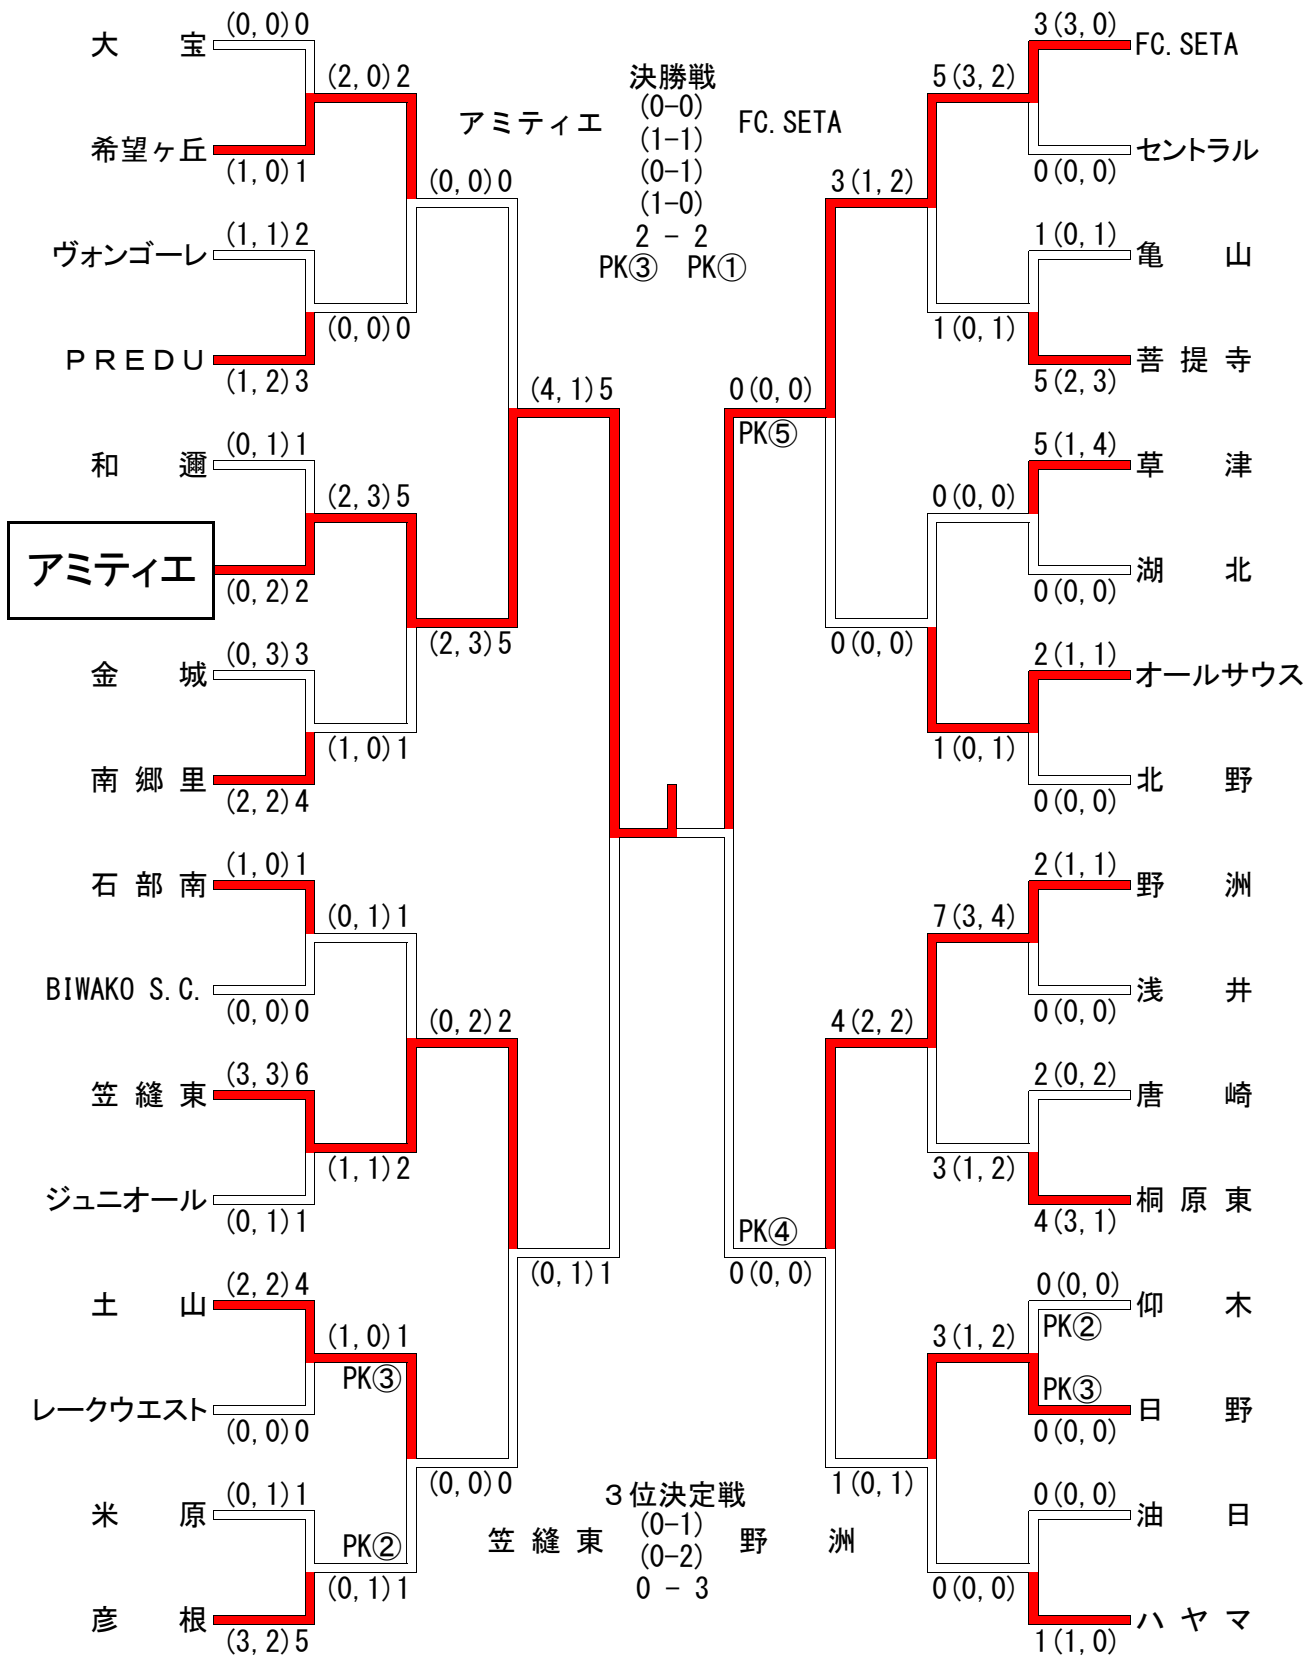 (0,0)0
大宝
(2,0)2
希望ヶ丘
(1,0)1
(0,0)0
(1,1)2
ヴォンゴーレ
(0,0)0
ＰＲＥＤＵ
(1,2)3
(4,1)5
(0,1)1
和邇
(2,3)5
アミティエ
(0,2)2
(2,3)5
(0,3)3
金城
(1,0)1
南郷里
(2,2)4
(1,0)1
石部南
(0,1)1
BIWAKO S.C.
(0,0)0
(0,2)2
(3,3)6
笠縫東
(1,1)2
ジュニオール
(0,1)1
(0,1)1
(2,2)4
土山
(1,0)1
PK③
レークウエスト
(0,0)0
(0,0)0
(0,1)1
米原
PK②
(0,1)1
彦根
(3,2)5
決勝戦
アミティエ
(0-0)
FC.SETA
(1-1)
(0-1)
(1-0)
2 - 2
PK③ PK①
３位決定戦
笠縫東
(0-1)
野洲
(0-2)
0 - 3
3(3,0)
FC.SETA
5(3,2)
セントラル
0(0,0)
3(1,2)
1(0,1)
亀山
1(0,1)
菩提寺
5(2,3)
0(0,0)
PK⑤
5(1,4)
草津
0(0,0)
湖北
0(0,0)
0(0,0)
2(1,1)
オールサウス
1(0,1)
北野
0(0,0)
2(1,1)
野洲
7(3,4)
浅井
0(0,0)
4(2,2)
2(0,2)
唐崎
3(1,2)
桐原東
4(3,1)
PK④
0(0,0)
0(0,0)
仰木
PK②
3(1,2)
PK③
日野
0(0,0)
1(0,1)
0(0,0)
油日
0(0,0)
ハヤマ
1(1,0)